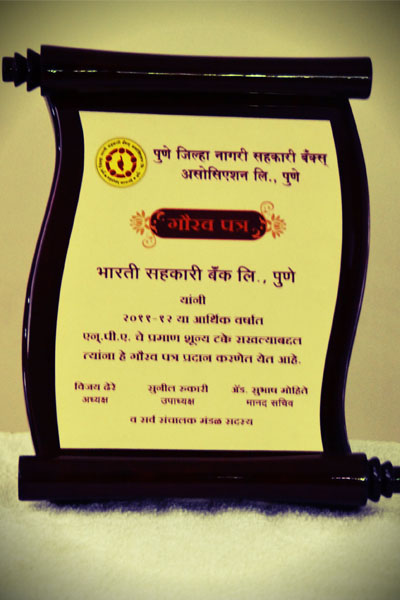 पुणे जिल्हा नागरी सहकारी बँक्स्
असोसिएशन लि., पुणे
गौरव पत्र
भारती सहकारी बँक लि., पुणे
यांनी
२०११-१२ या आर्थिक वर्षात
एन्.पी.ए. चे प्रमाण शून्य टक्के राखल्याबद्दल
त्यांना हे गौरव पत्र प्रदान करणेत येत आहे.
विजय ढेरे सुनील रुकारी अ‍ॅड. सुभाष मोहिते
अध्यक्ष उपाध्यक्ष मानद सचिव
व सर्व संचालक मंडळ सदस्य